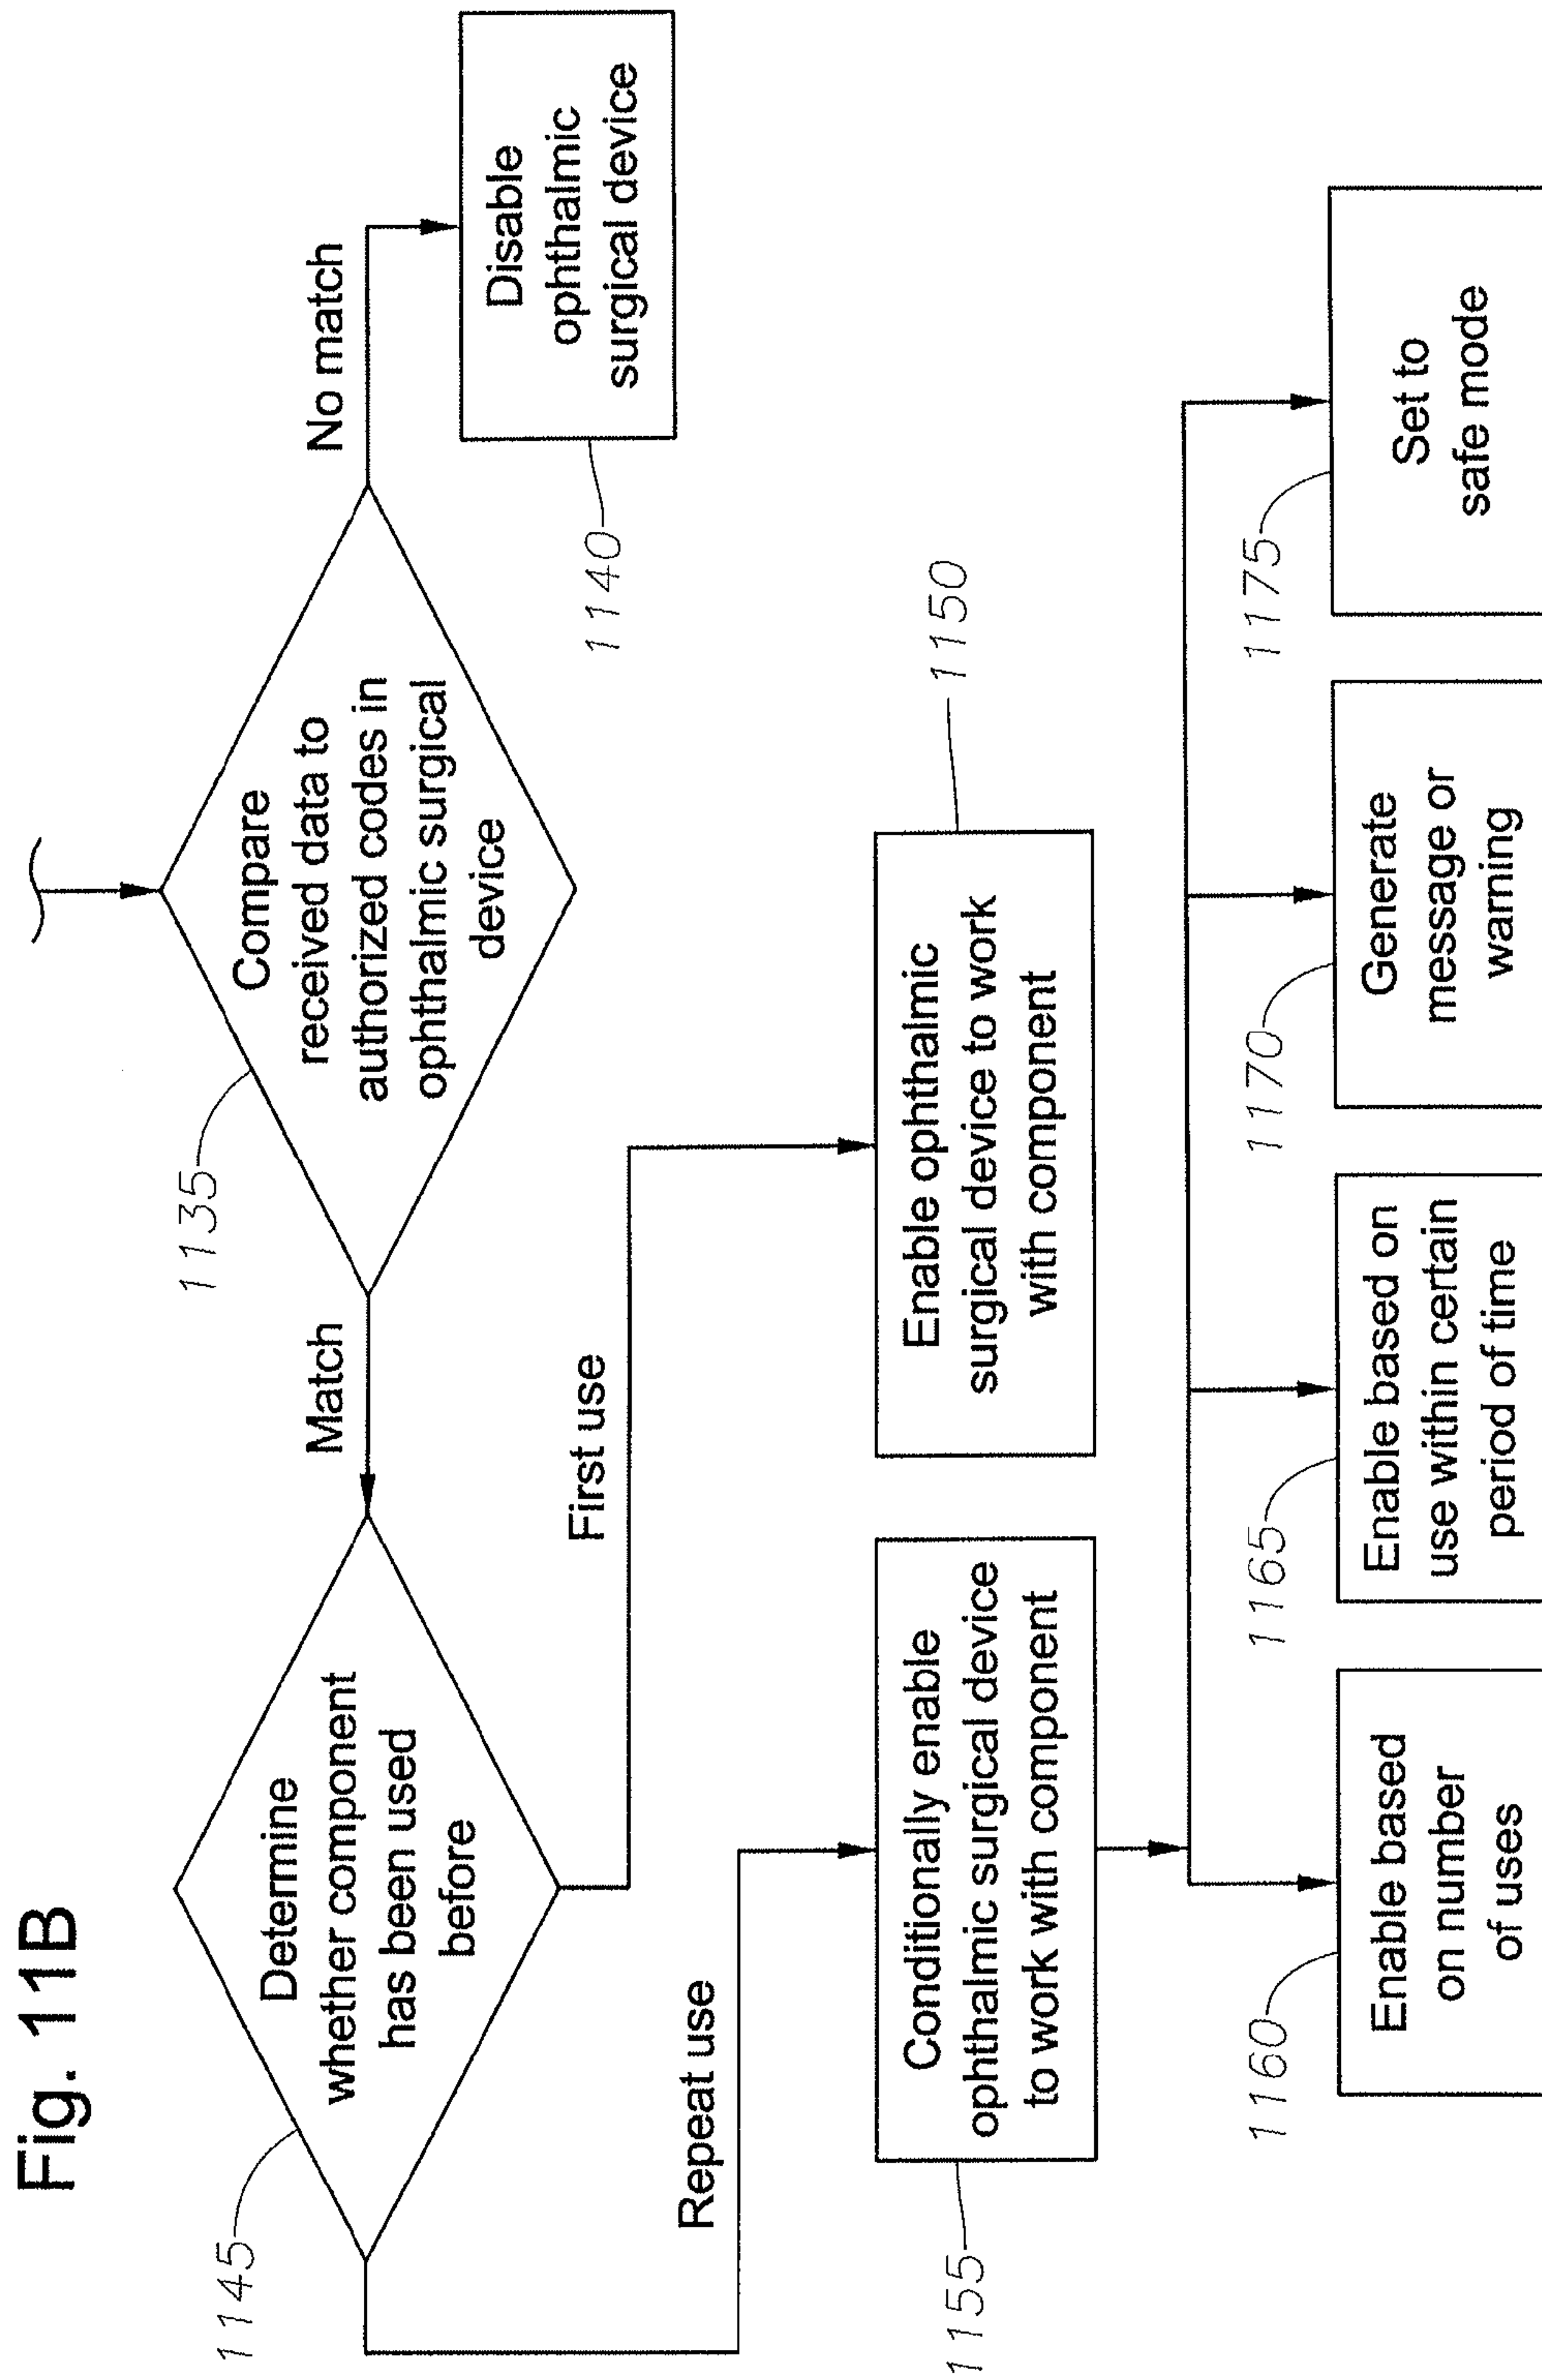 Fig. 11B
Compare
received data to
authorized codes in
ophthalmic surgical
device
1135
No match
Disable
ophthalmic
surgical device
1140
Match
Determine
whether component
has been used
before
1145
First use
Enable ophthalmic
surgical device to work
with component
1150
Repeat use
Conditionally enable
ophthalmic surgical device
to work with component
1155
1160
Enable based
on number
of uses
1165
Enable based on
use within certain
period of time
1170
Generate
message or
warning
1175
Set to
safe mode